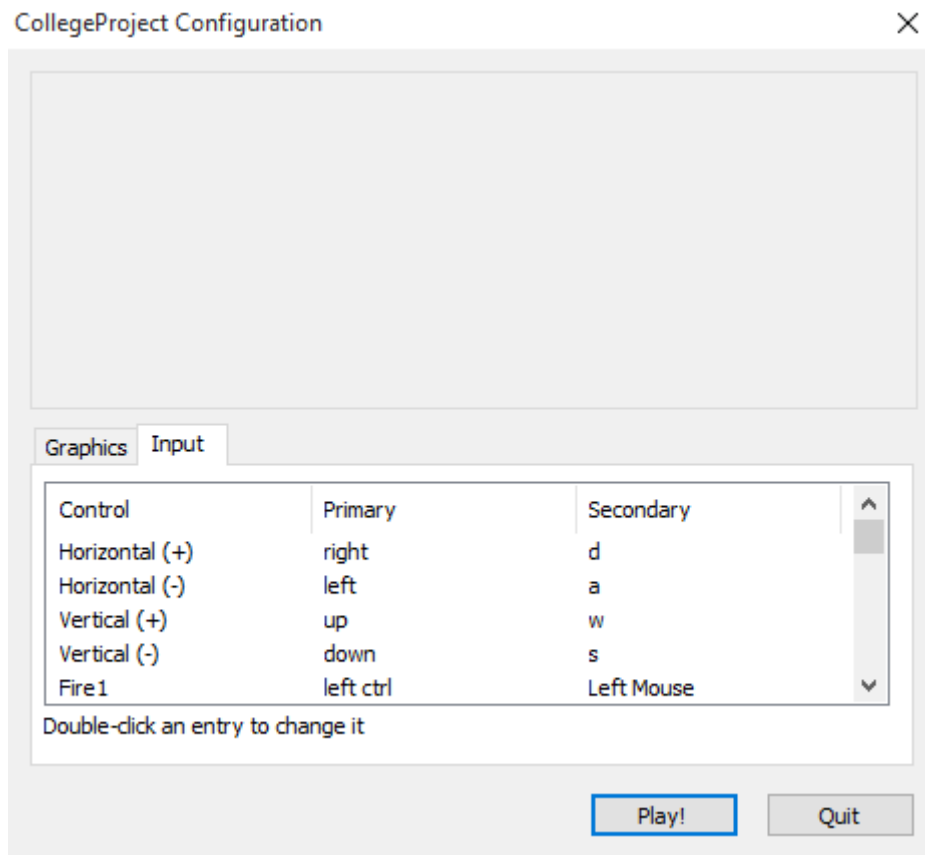 CollegeProject Configuration
Graphics Input
Control Primary Secondary
Horizontal (+) right d
Horizontal (-) left a
Vertical (+) up w
Vertical (-) down s
Fire1 left ctrl Left Mouse
Double-click an entry to change it
Play! Quit